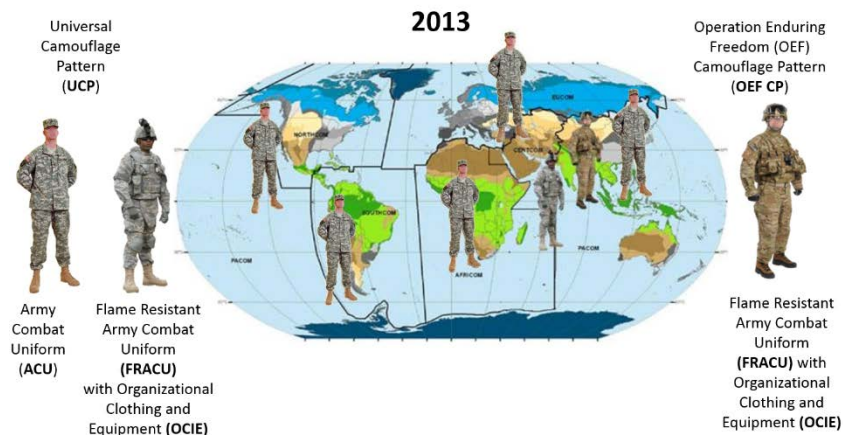 2013
Universal
Camouflage
Pattern
(UCP)
Operation Enduring
Freedom (OEF)
Camouflage Pattern
(OEF CP)
EUCOM
NORTHCOM
CENTCOM
SOUTHCOM
PACOM
AFRICOM
PACOM
Army
Combat
Uniform
(ACU)
Flame Resistant
Army Combat
Uniform
(FRACU)
with Organizational
Clothing and
Equipment (OCIE)
Flame Resistant
Army Combat
Uniform
(FRACU) with
Organizational
Clothing and
Equipment (OCIE)